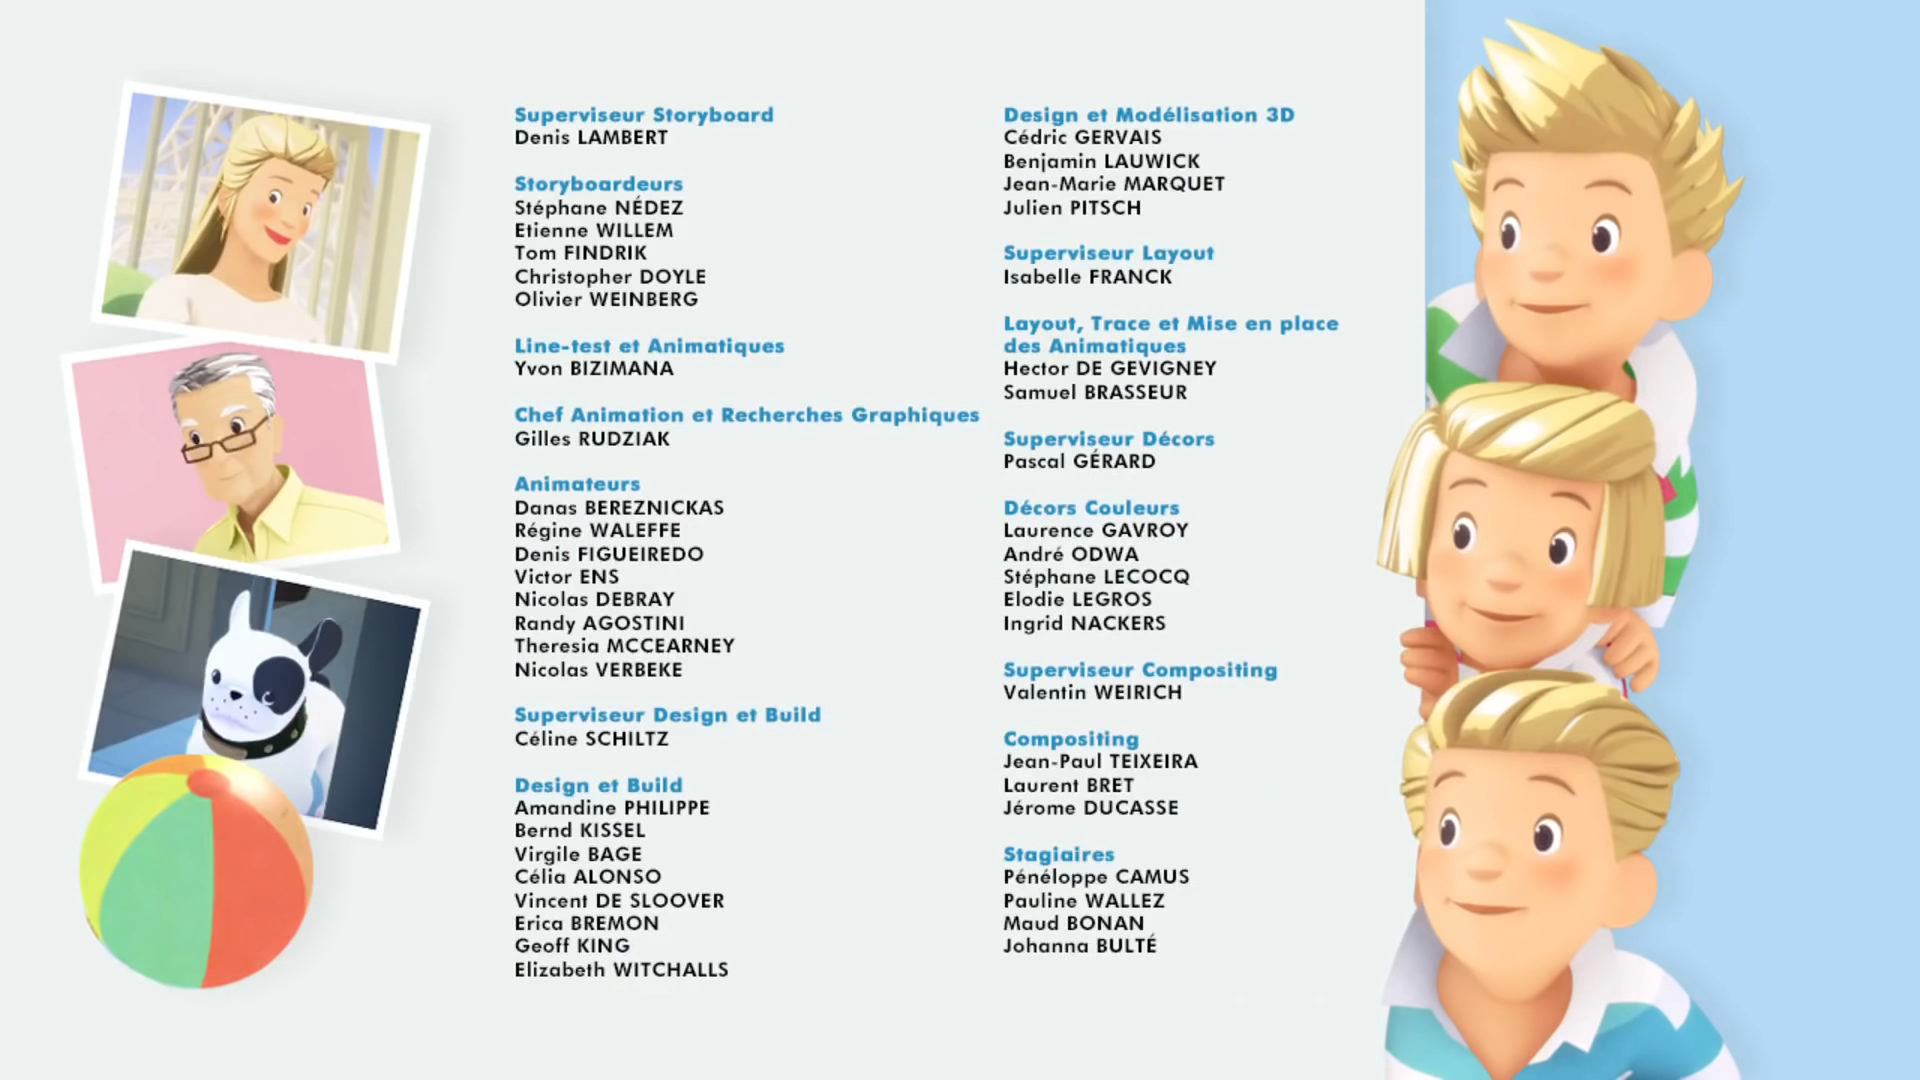 Superviseur Storyboard
Denis LAMBERT
Storyboardeurs
Stéphane NÉDEZ
Etienne WILLEM
Tom FINDRIK
Christopher DOYLE
Olivier WEINBERG
Line-test et Animatiques
Yvon BIZIMANA
Chef Animation et Recherches Graphiques
Gilles RUDZIAK
Animateurs
Danas BEREZNICKAS
Régine WALEFFE
Denis FIGUEIREDO
Victor ENS
Nicolas DEBRAY
Randy AGOSTINI
Theresia MCCEARNEY
Nicolas VERBEKE
Superviseur Design et Build
Céline SCHILTZ
Design et Build
Amandine PHILIPPE
Bernd KISSEL
Virgile BAGE
Célia ALONSO
Vincent DE SLOOVER
Erica BREMON
Geoff KING
Elizabeth WITCHALLS
Design et Modélisation 3D
Cédric GERVAIS
Benjamin LAUWICK
Jean-Marie MARQUET
Julien PITSCH
Superviseur Layout
Isabelle FRANCK
Layout, Trace et Mise en place
des Animatiques
Hector DE GEVIGNEY
Samuel BRASSEUR
Superviseur Décors
Pascal GÉRARD
Décors Couleurs
Laurence GAVROY
André ODWA
Stéphane LECOCQ
Elodie LEGROS
Ingrid NACKERS
Superviseur Compositing
Valentin WEIRICH
Compositing
Jean-Paul TEIXEIRA
Laurent BRET
Jérome DUCASSE
Stagiaires
Pénéloppe CAMUS
Pauline WALLEZ
Maud BONAN
Johanna BULTÉ